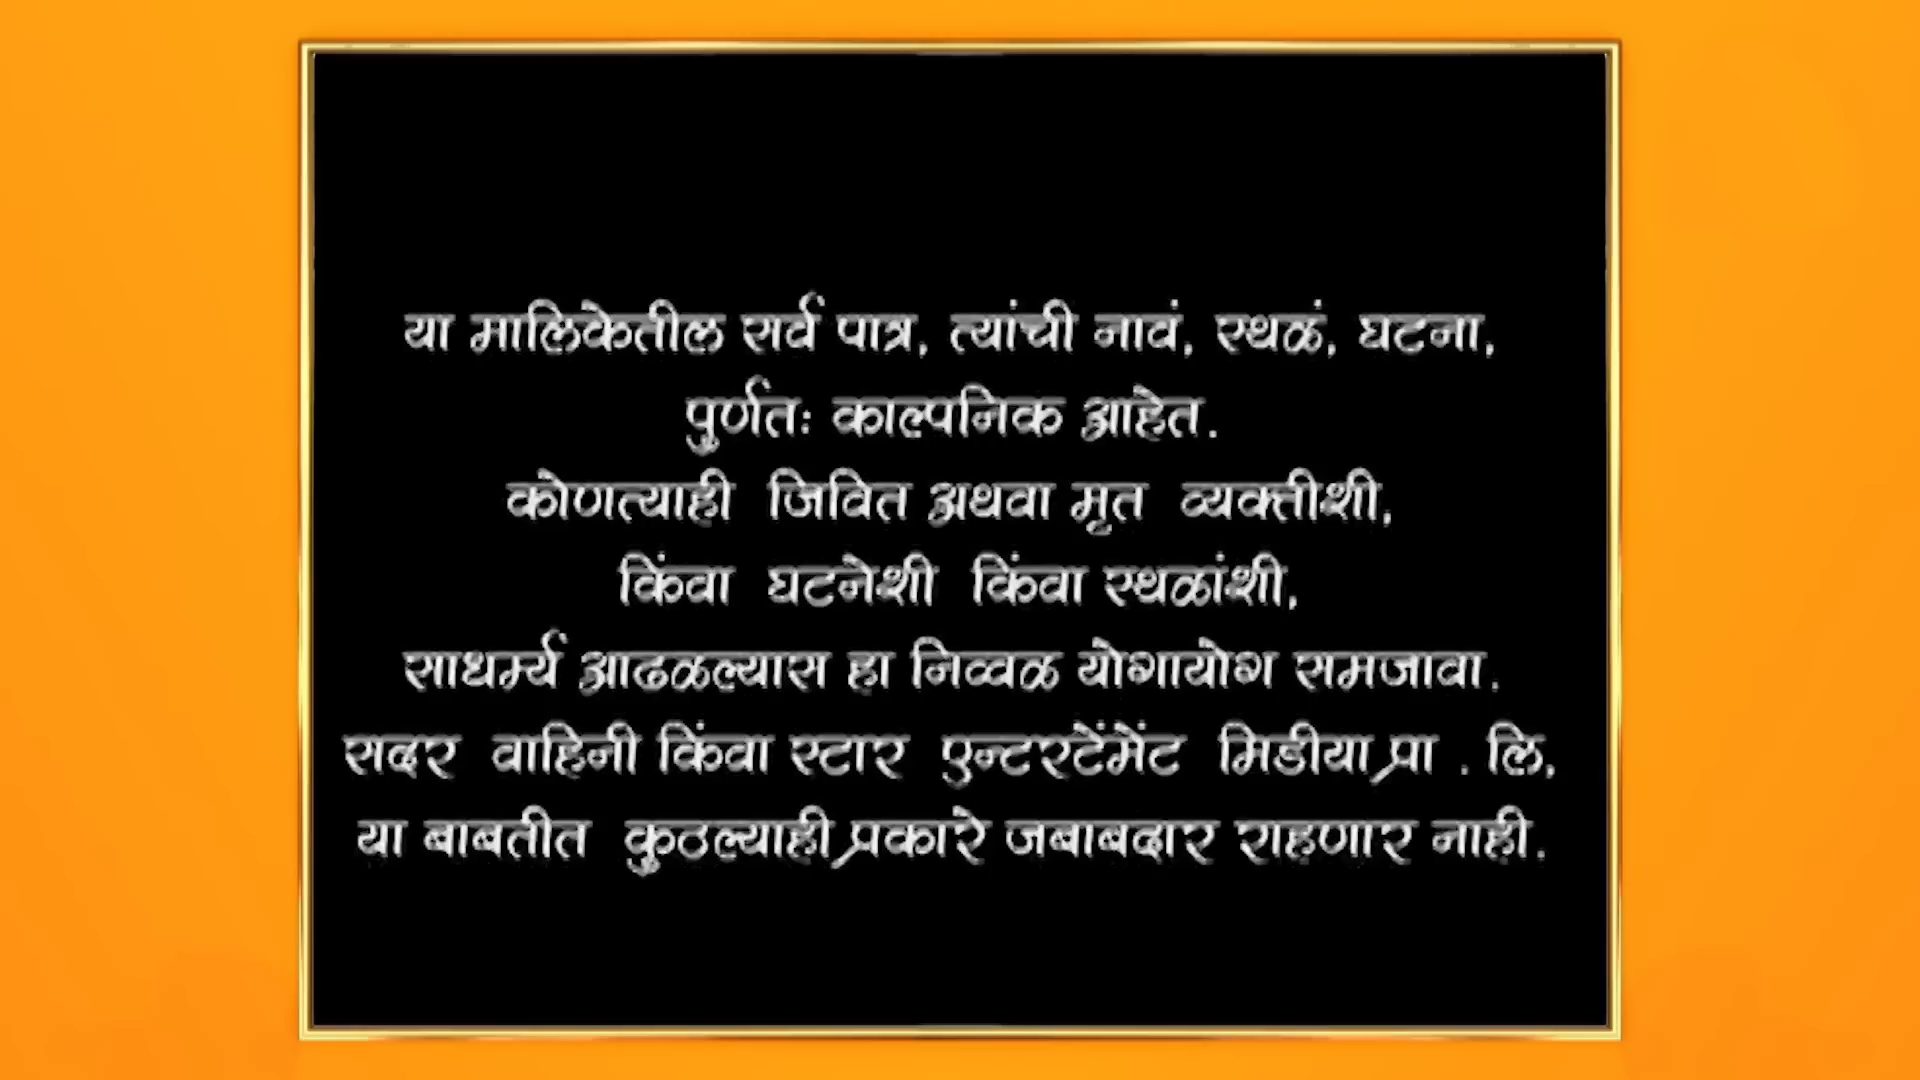 या मालिकेतील सर्व पात्र, त्यांची नावं, स्थळं, घटना,
पुर्णतः काल्पनिक आहेत.
कोणत्याही जिवित अथवा मृत व्यक्तीशी,
किंवा घटनेशी किंवा स्थळांशी,
साधर्म्य आढळल्यास हा निव्वळ योगायोग समजावा.
सदर वाहिनी किंवा स्टार एन्टरटेंमेंट मिडीया प्रा . लि,
या बाबतीत कुठल्याही प्रकारे जबाबदार राहणार नाही.